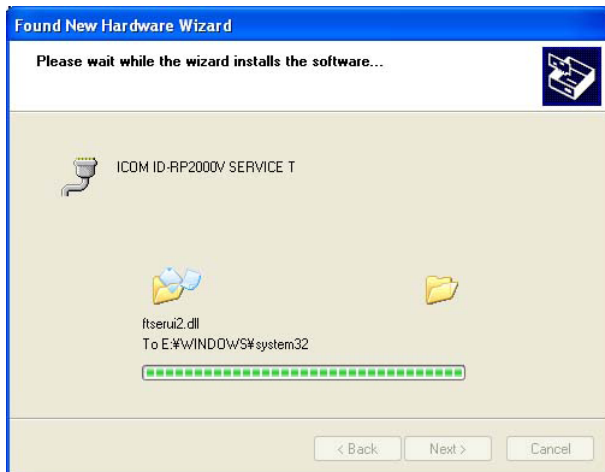 Found New Hardware Wizard
Please wait while the wizard installs the software...
ICOM ID-RP2000V SERVICE T
ftserui2.dll
To E:¥WINDOWS¥system32
< Back
Next >
Cancel